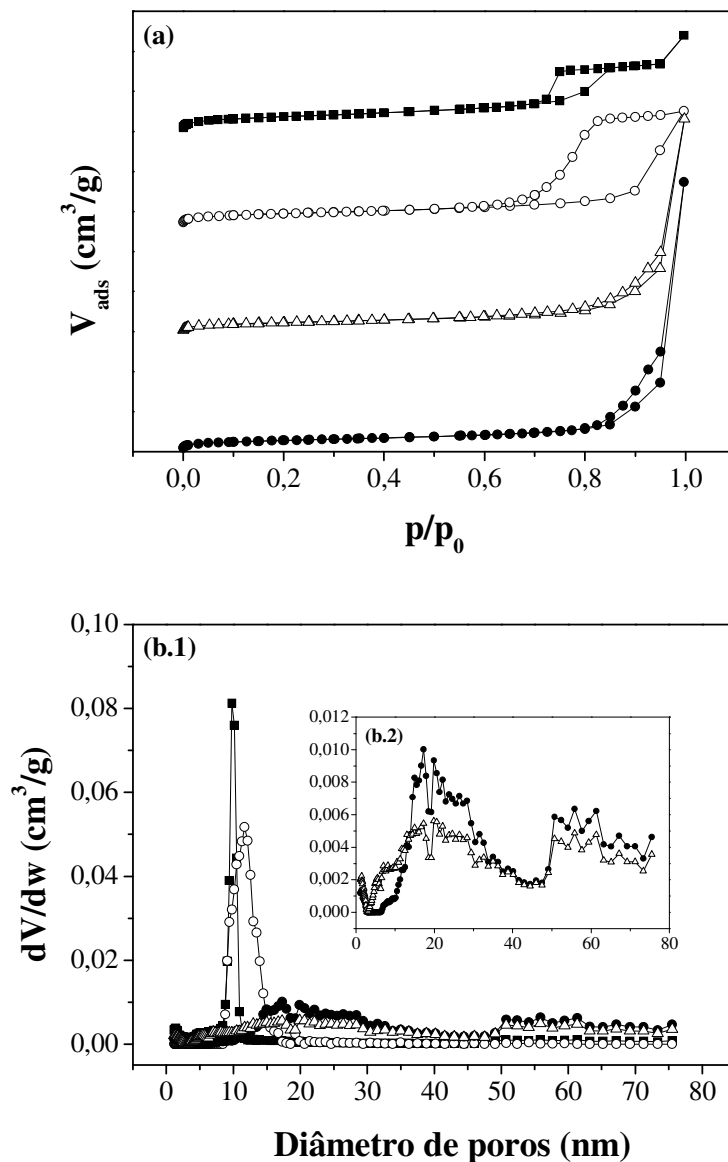 (a)
V_ads (cm³/g)
0,0 0,2 0,4 0,6 0,8 1,0
p/p₀
(b.1)
0,10
0,08
0,06
0,04
0,02
0,00
dV/dw (cm³/g)
(b.2)
0,012
0,010
0,008
0,006
0,004
0,002
0,000
0 20 40 60 80
0 10 20 30 40 50 60 70 80
Diâmetro de poros (nm)